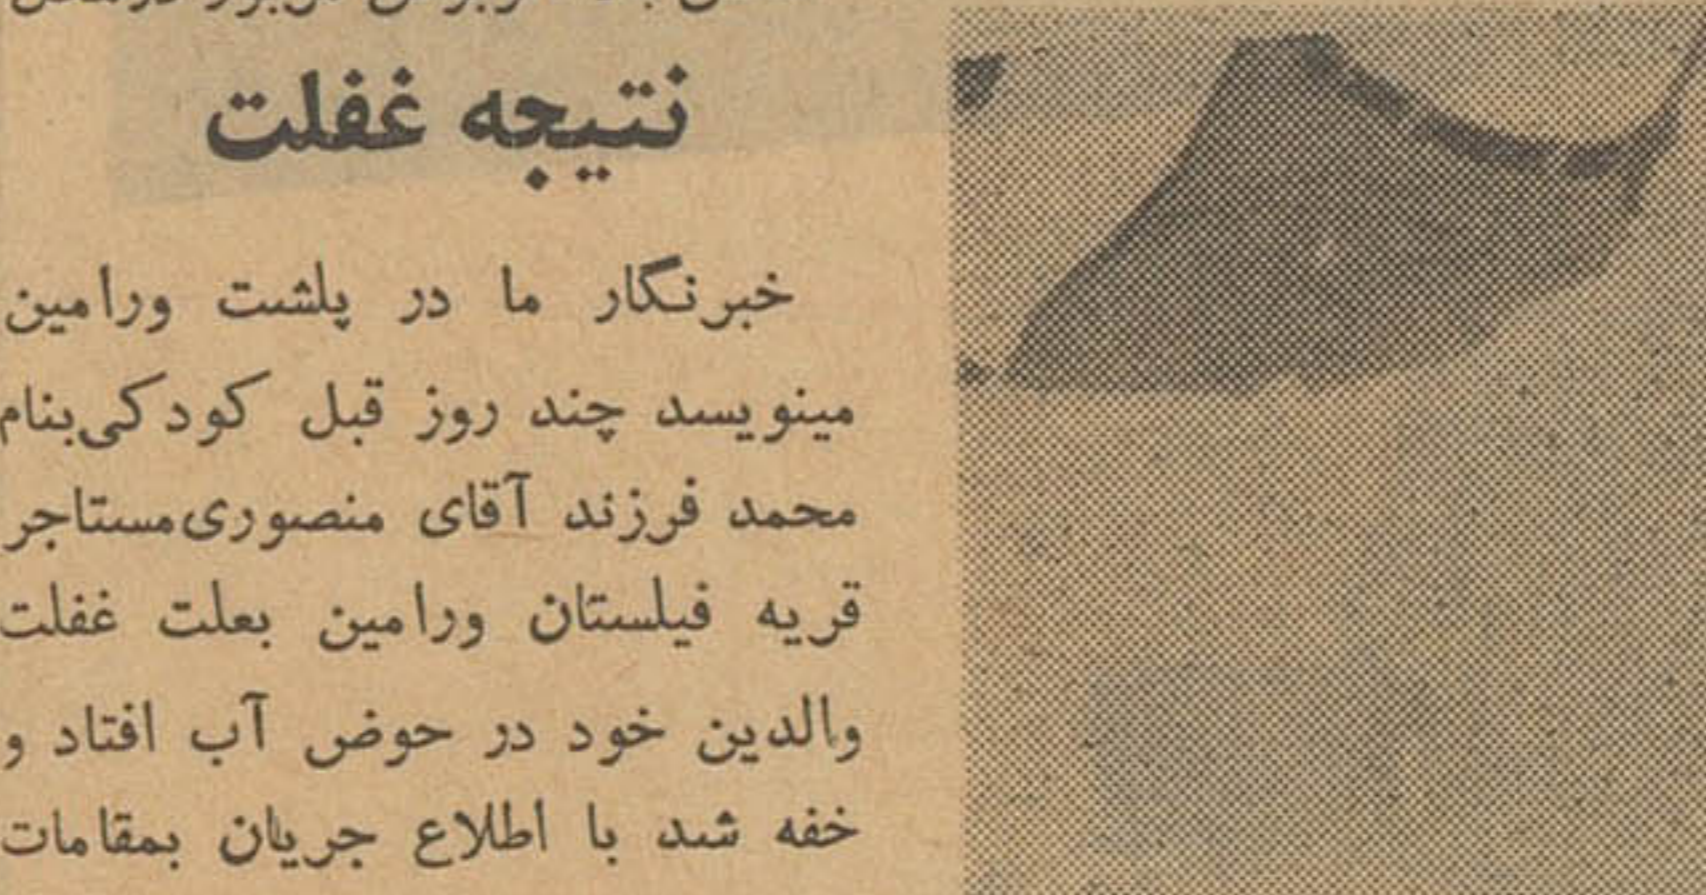 نتیجه غفلت
خبرنگار ما در پلشت ورامین
مینویسد چند روز قبل کودکی‌بنام
محمد فرزند آقای منصوری‌مستاجر
قریه فیلستان ورامین بعلت غفلت
والدین خود در حوض آب افتاد و
خفه شد با اطلاع جریان بمقامات